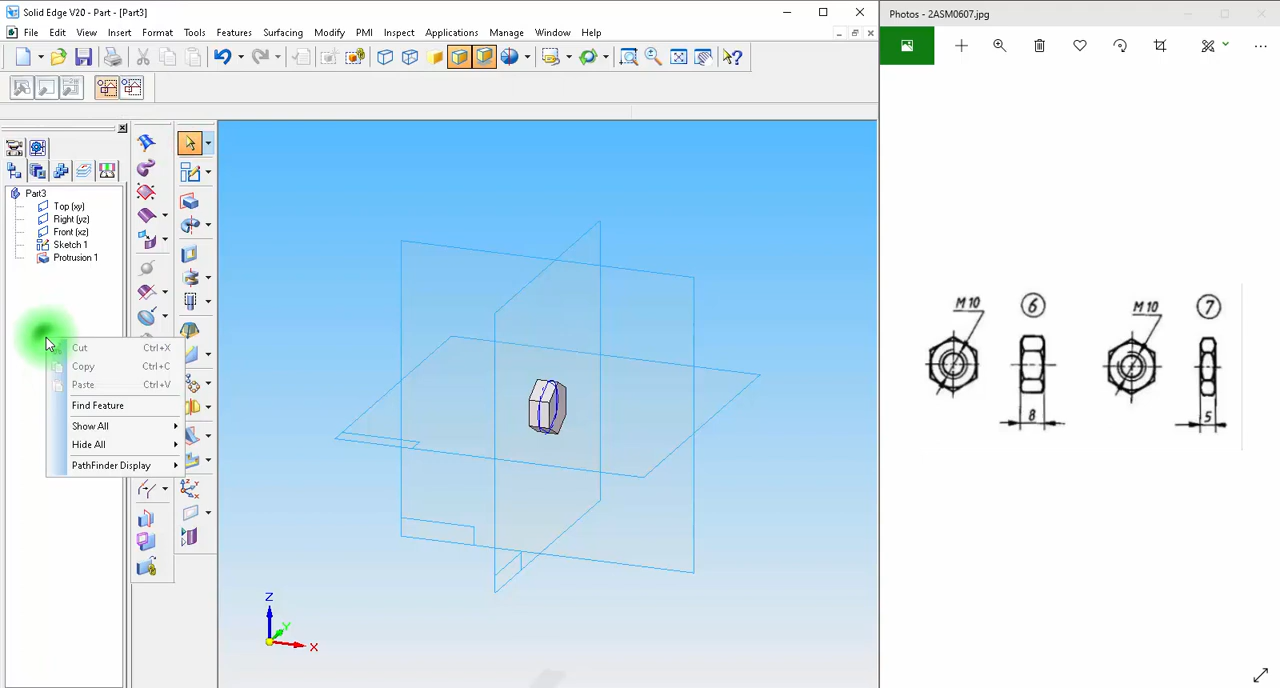 Solid Edge V20 - Part - [Part3]
File Edit View Insert Format Tools Features Surfacing Modify PMI Inspect Applications Manage Window Help
Part3
Top (xy)
Right (yz)
Front (xz)
Sketch 1
Protrusion 1
Cut Ctrl+X
Copy Ctrl+C
Paste Ctrl+V
Find Feature
Show All
Hide All
PathFinder Display
Z
Y
X
Photos - 2ASM0607.jpg
M10 6 M10 7
8 5